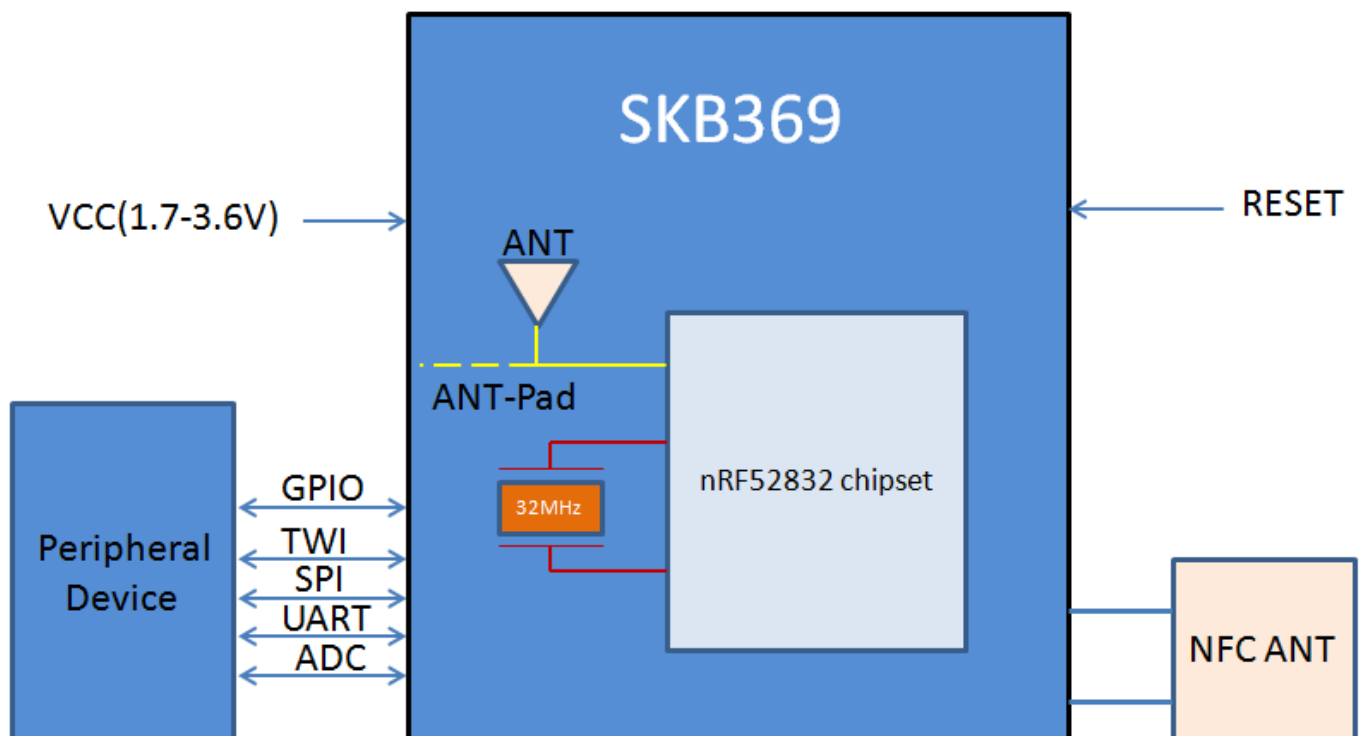 SKB369
VCC(1.7-3.6V)
RESET
ANT
ANT-Pad
nRF52832 chipset
32MHz
GPIO
TWI
SPI
UART
ADC
Peripheral
Device
NFC ANT